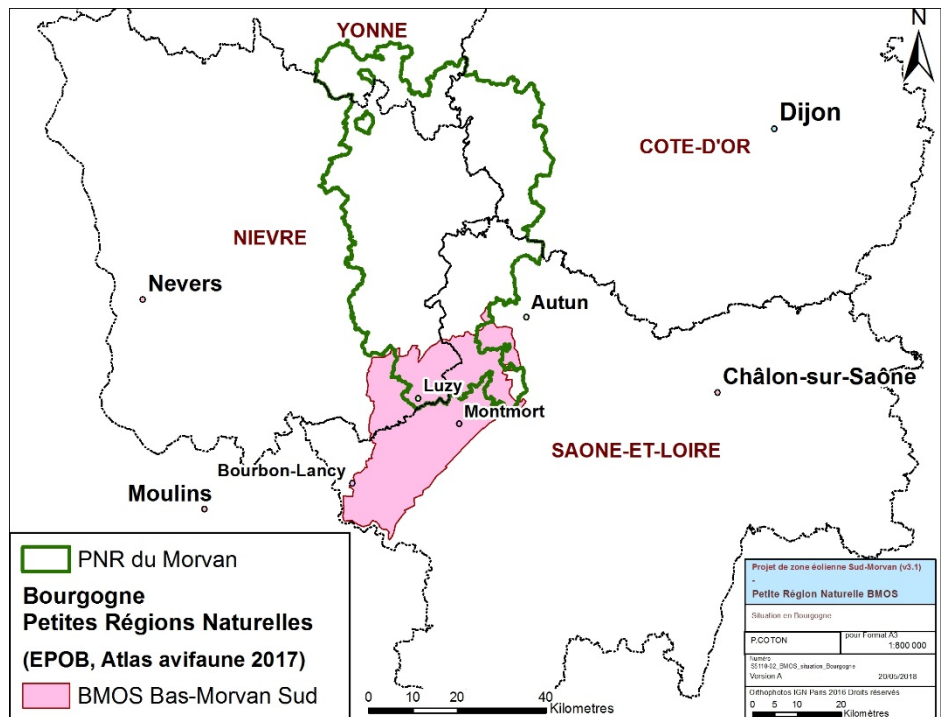 YONNE
N
Dijon
COTE-D'OR
NIEVRE
Nevers
Autun
Luzy
Châlon-sur-Saône
Montmort
SAONE-ET-LOIRE
Bourbon-Lancy
Moulins
PNR du Morvan
Bourgogne
Petites Régions Naturelles
(EPOB, Atlas avifaune 2017)
BMOS Bas-Morvan Sud
0 10 20 40
Kilometres
Projet de zone éolienne Sud-Morvan (v3.1)
-
Petite Région Naturelle BMOS
Situation en Bourgogne
P.COTON
pour Format A3
1:800 000
Numéro
Version A 20/05/2018
Orthophotos IGN Paris 2016 Droits réservés
0 5 10 20
Kilomètres